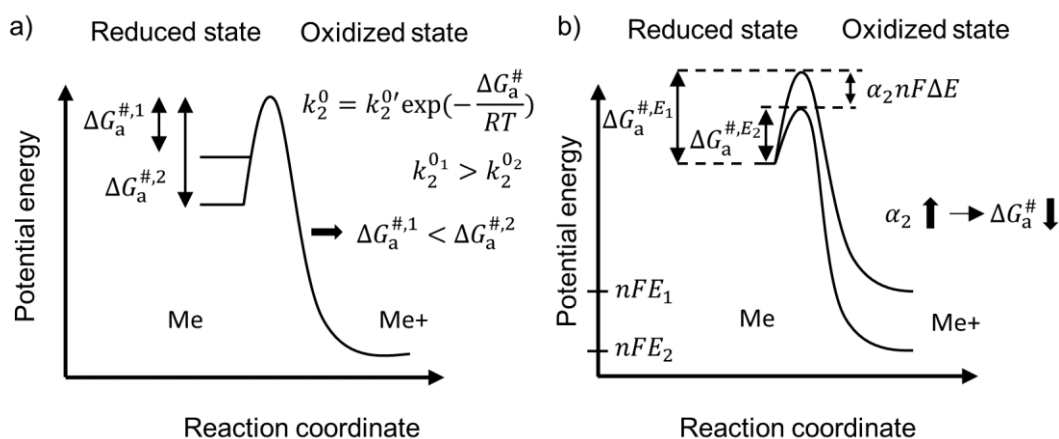 a)
Reduced state Oxidized state
Potential energy
ΔG_a^{#,1}
ΔG_a^{#,2}
k_2^0 = k_2^{0′}exp(−ΔG_a^#/RT)
k_2^{0_1} > k_2^{0_2}
ΔG_a^{#,1} < ΔG_a^{#,2}
Me
Me+
Reaction coordinate
b)
Reduced state Oxidized state
Potential energy
ΔG_a^{#,E_1}
ΔG_a^{#,E_2}
α_2nFΔE
α_2 ⬆ → ΔG_a^# ⬇
nFE_1
Me
Me+
nFE_2
Reaction coordinate